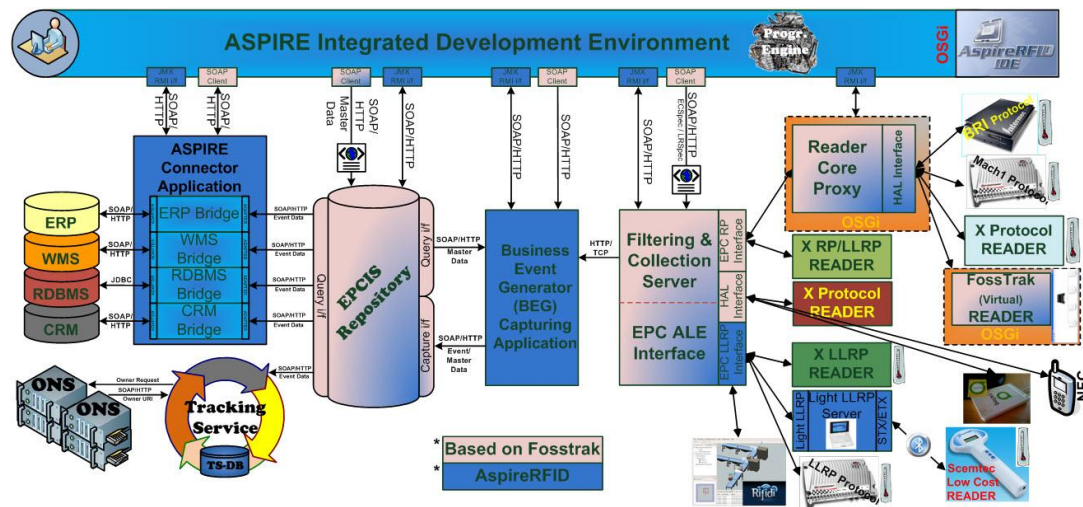 ASPIRE Integrated Development Environment
Progr.
Engine
OSGi
AspireRFID
IDE
JMX
RMI i/f
SOAP
Client
SOAP
Client
JMX
RMI i/f
JMX
RMI i/f
SOAP
Client
JMX
RMI i/f
SOAP
Client
JMX
RMI i/f
SOAP/
HTTP
SOAP/
HTTP
SOAP/
HTTP
Master
Data
SOAP/HTTP
SOAP/HTTP
SOAP/HTTP
SOAP/HTTP
SOAP/HTTP
ECSpec / LRSpec
ASPIRE
Connector
Application
ERP Bridge
WMS
Bridge
RDBMS
Bridge
CRM
Bridge
ERP
WMS
RDBMS
CRM
SOAP/
HTTP
SOAP/
HTTP
JDBC
SOAP/
HTTP
SOAP/HTTP
Event Data
SOAP/HTTP
Event Data
SOAP/HTTP
Event Data
SOAP/HTTP
Event Data
SOAP/HTTP
Event Data
Query i/f
EPCIS
Repository
Query i/f
Capture i/f
SOAP/HTTP
Master
Data
SOAP/HTTP
Event/
Master
Data
Business
Event
Generator
(BEG)
Capturing
Application
HTTP/
TCP
Filtering &
Collection
Server
EPC ALE
Interface
EPC RP
Interface
HAL
Interface
EPC LLRP
Interface
Reader
Core
Proxy
HAL Interface
OSGi
BRI Protocol
Intermec
Mach1 Protocol
X Protocol
READER
X RP/LLRP
READER
X Protocol
READER
FossTrak
(Virtual)
READER
OSGi
X LLRP
READER
Light LLRP
Light LLRP
Server
STX/ETX
NFC
Scemtec
Low Cost
READER
LLRP Protocol
Rifidi
ONS
ONS
Owner Request
SOAP/HTTP
Owner URI
Tracking
Service
TS-DB
* Based on Fosstrak
* AspireRFID